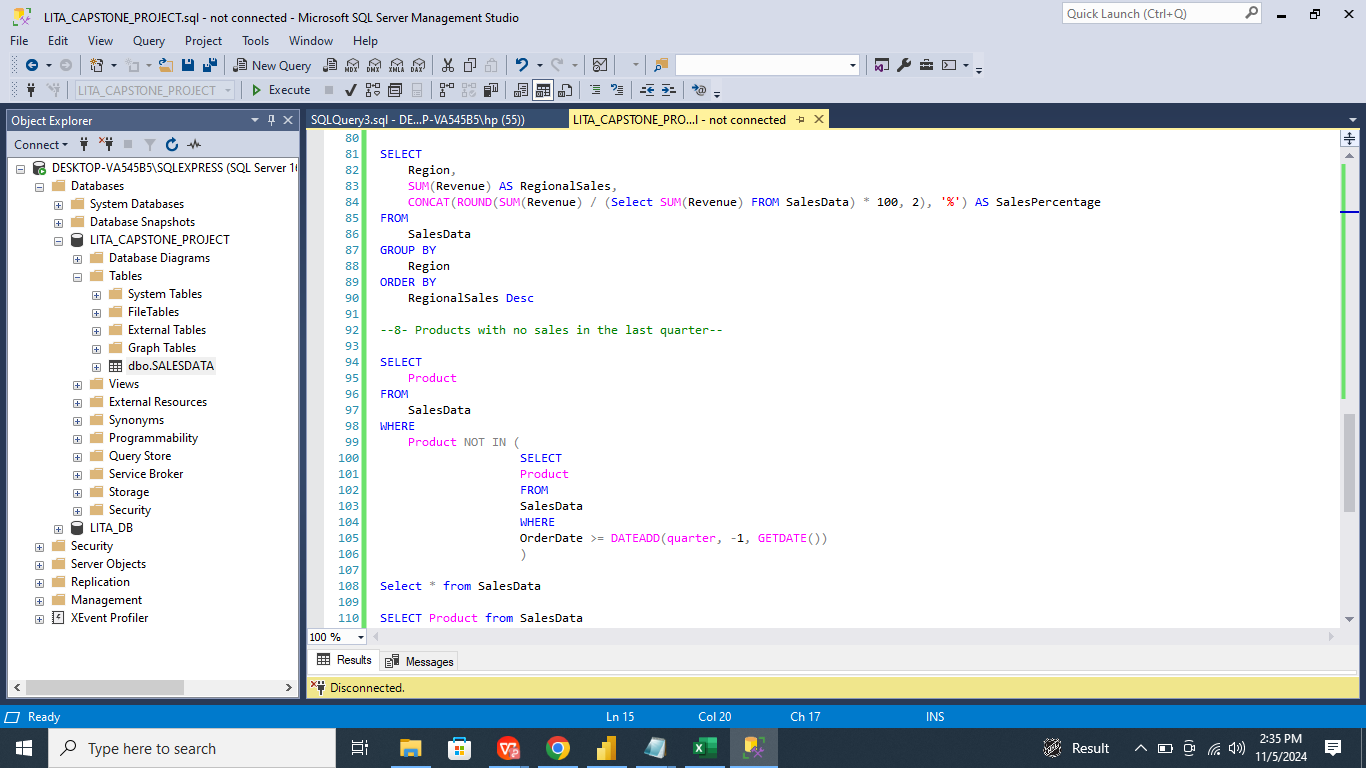 LITA_CAPSTONE_PROJECT.sql - not connected - Microsoft SQL Server Management Studio
Quick Launch (Ctrl+Q)
File Edit View Query Project Tools Window Help
New Query
MDX DMX XMLA DAX
LITA_CAPSTONE_PROJECT
Execute
Object Explorer
Connect
DESKTOP-VA545B5\SQLEXPRESS (SQL Server 16
Databases
System Databases
Database Snapshots
LITA_CAPSTONE_PROJECT
Database Diagrams
Tables
System Tables
FileTables
External Tables
Graph Tables
dbo.SALESDATA
Views
External Resources
Synonyms
Programmability
Query Store
Service Broker
Storage
Security
LITA_DB
Security
Server Objects
Replication
Management
XEvent Profiler
SQLQuery3.sql - DE...P-VA545B5\hp (55))
LITA_CAPSTONE_PRO...l - not connected
80
81 SELECT
82 Region,
83 SUM(Revenue) AS RegionalSales,
84 CONCAT(ROUND(SUM(Revenue) / (Select SUM(Revenue) FROM SalesData) * 100, 2), '%') AS SalesPercentage
85 FROM
86 SalesData
87 GROUP BY
88 Region
89 ORDER BY
90 RegionalSales Desc
91
92 --8- Products with no sales in the last quarter--
93
94 SELECT
95 Product
96 FROM
97 SalesData
98 WHERE
99 Product NOT IN (
100 SELECT
101 Product
102 FROM
103 SalesData
104 WHERE
105 OrderDate >= DATEADD(quarter, -1, GETDATE())
106 )
107
108 Select * from SalesData
109
110 SELECT Product from SalesData
100 %
Results Messages
Disconnected.
Ready Ln 15 Col 20 Ch 17 INS
Type here to search
Result
2:35 PM
11/5/2024